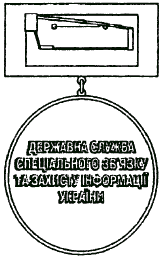 ДЕРЖАВНА СЛУЖБА
СПЕЦІАЛЬНОГО ЗВ'ЯЗКУ
ТА ЗАХИСТУ ІНФОРМАЦІЇ
УКРАЇНИ